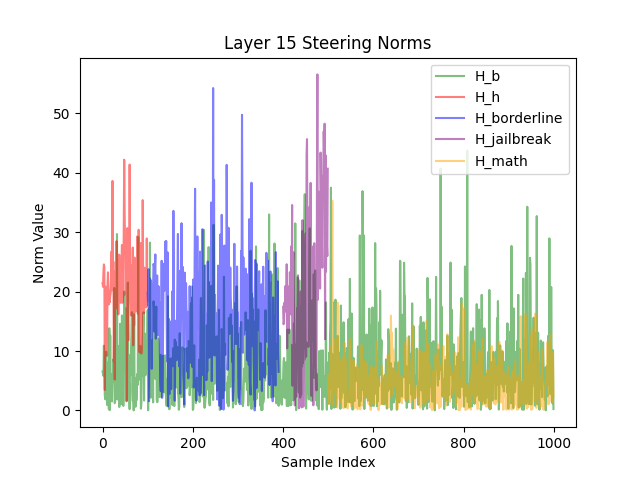 Layer 15 Steering Norms
H_b
H_h
H_borderline
H_jailbreak
H_math
Norm Value
50
40
30
20
10
0
0 200 400 600 800 1000
Sample Index